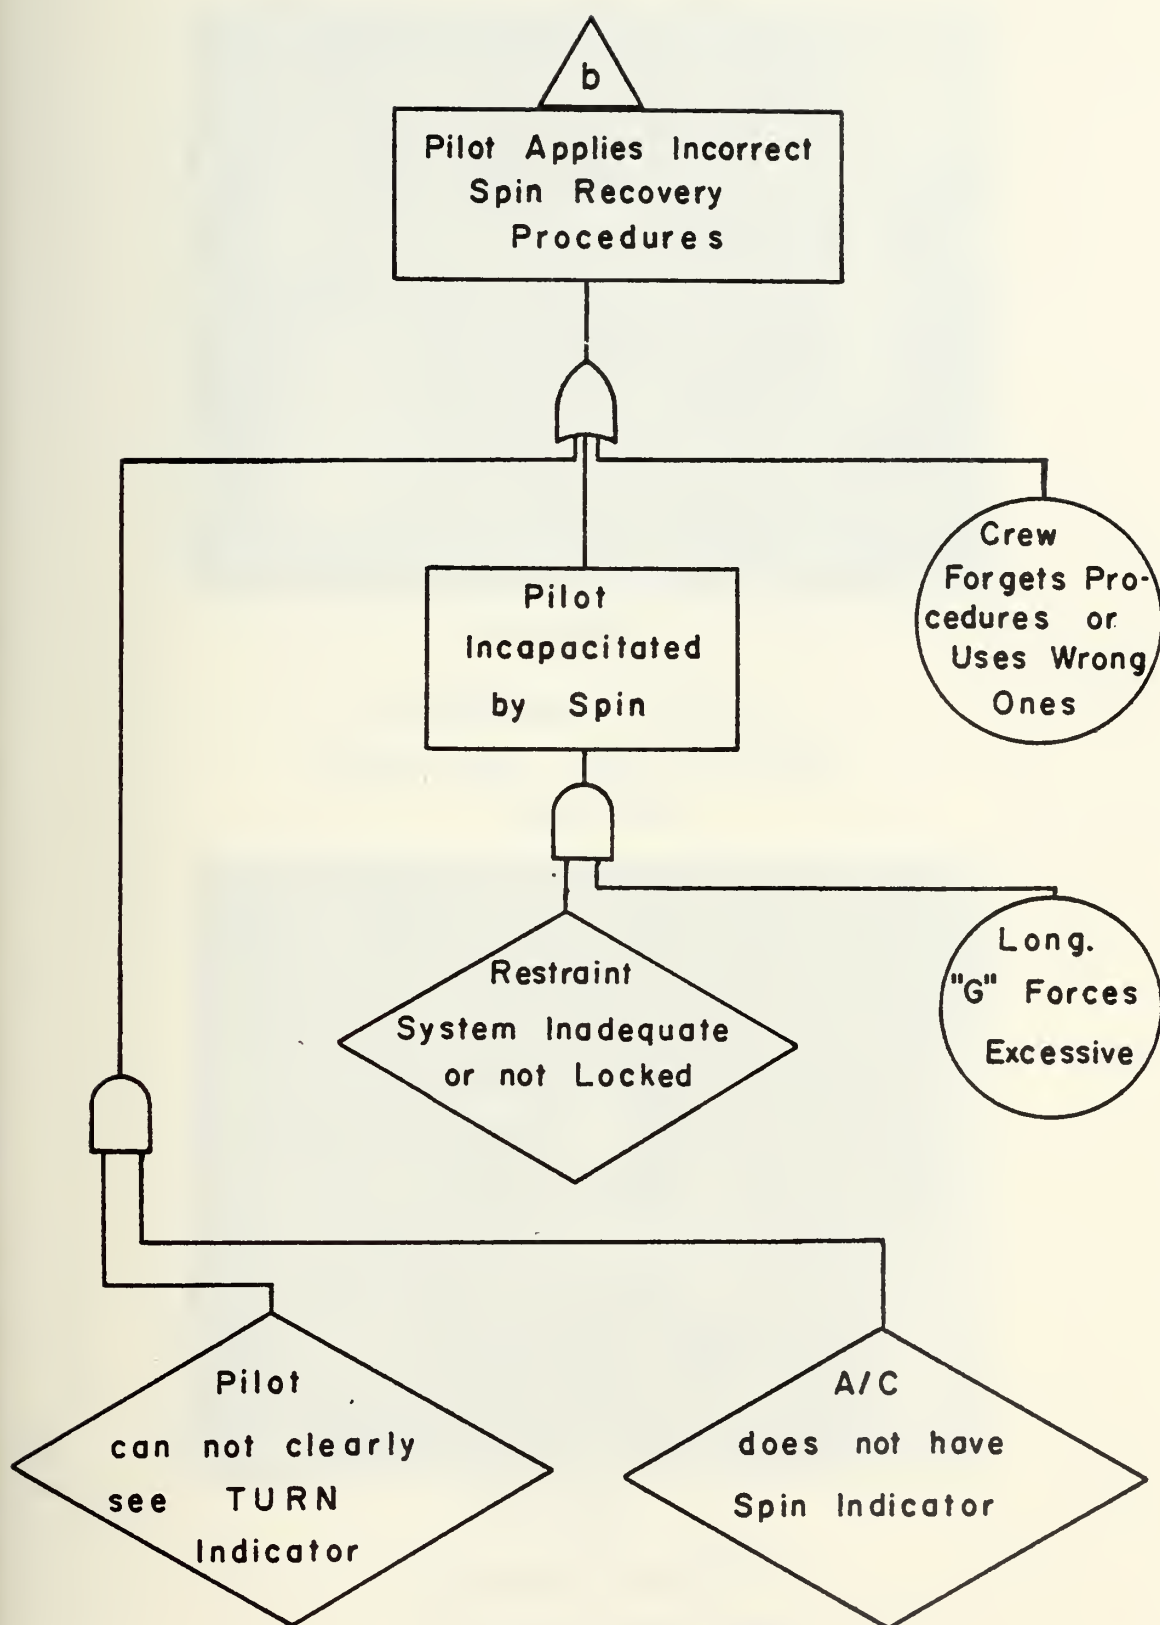 b
Pilot Applies Incorrect
Spin Recovery
Procedures
Crew
Forgets Pro-
cedures or
Uses Wrong
Ones
Pilot
Incapacitated
by Spin
Restraint
System Inadequate
or not Locked
Long.
"G" Forces
Excessive
Pilot
can not clearly
see TURN
Indicator
A/C
does not have
Spin Indicator